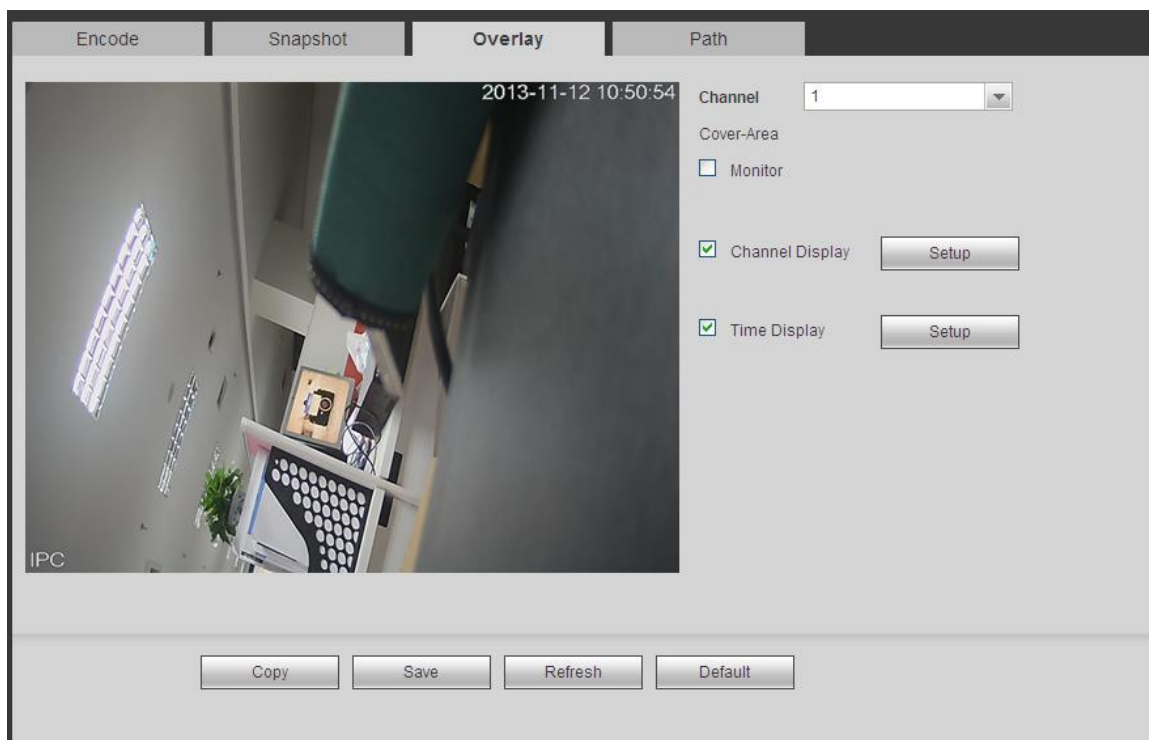 Encode
Snapshot
Overlay
Path
2013-11-12 10:50:54
IPC
Channel
1
Cover-Area
Monitor
Channel Display
Setup
Time Display
Setup
Copy
Save
Refresh
Default